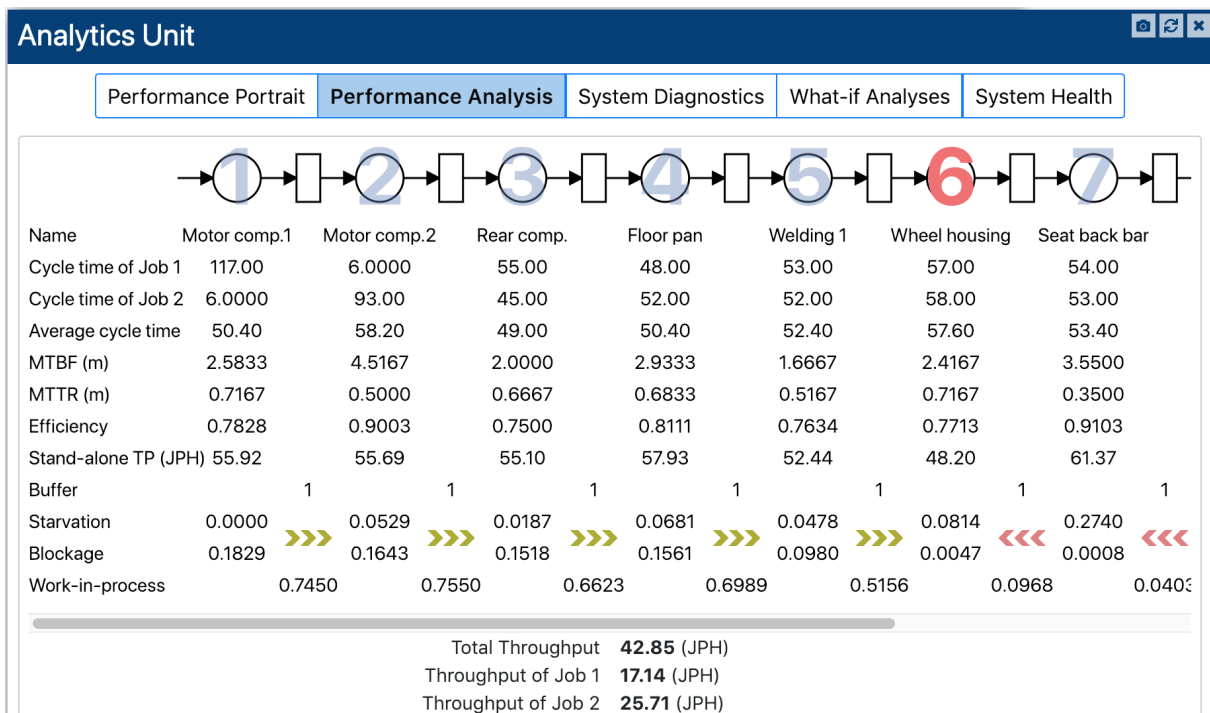 Analytics Unit
Performance Portrait Performance Analysis System Diagnostics What-if Analyses System Health
1 2 3 4 5 6 7
Name Motor comp.1 Motor comp.2 Rear comp. Floor pan Welding 1 Wheel housing Seat back bar
Cycle time of Job 1 117.00 6.0000 55.00 48.00 53.00 57.00 54.00
Cycle time of Job 2 6.0000 93.00 45.00 52.00 52.00 58.00 53.00
Average cycle time 50.40 58.20 49.00 50.40 52.40 57.60 53.40
MTBF (m) 2.5833 4.5167 2.0000 2.9333 1.6667 2.4167 3.5500
MTTR (m) 0.7167 0.5000 0.6667 0.6833 0.5167 0.7167 0.3500
Efficiency 0.7828 0.9003 0.7500 0.8111 0.7634 0.7713 0.9103
Stand-alone TP (JPH) 55.92 55.69 55.10 57.93 52.44 48.20 61.37
Buffer 1 1 1 1 1 1 1
Starvation 0.0000 0.0529 0.0187 0.0681 0.0478 0.0814 0.2740
Blockage 0.1829 0.1643 0.1518 0.1561 0.0980 0.0047 0.0008
Work-in-process 0.7450 0.7550 0.6623 0.6989 0.5156 0.0968 0.0403
Total Throughput 42.85 (JPH)
Throughput of Job 1 17.14 (JPH)
Throughput of Job 2 25.71 (JPH)